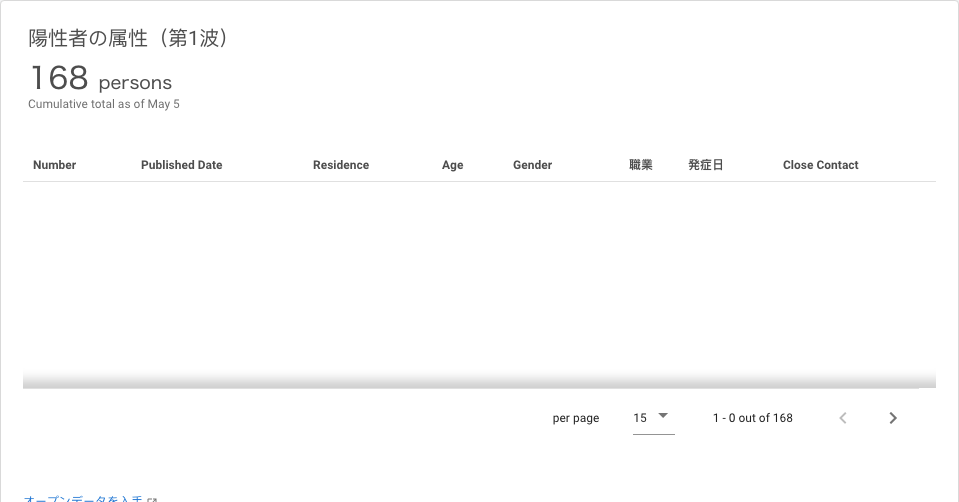 陽性者の属性（第1波）
168 persons
Cumulative total as of May 5
Number Published Date Residence Age Gender 職業 発症日 Close Contact
per page 15 1 - 0 out of 168
オープンデータを入手